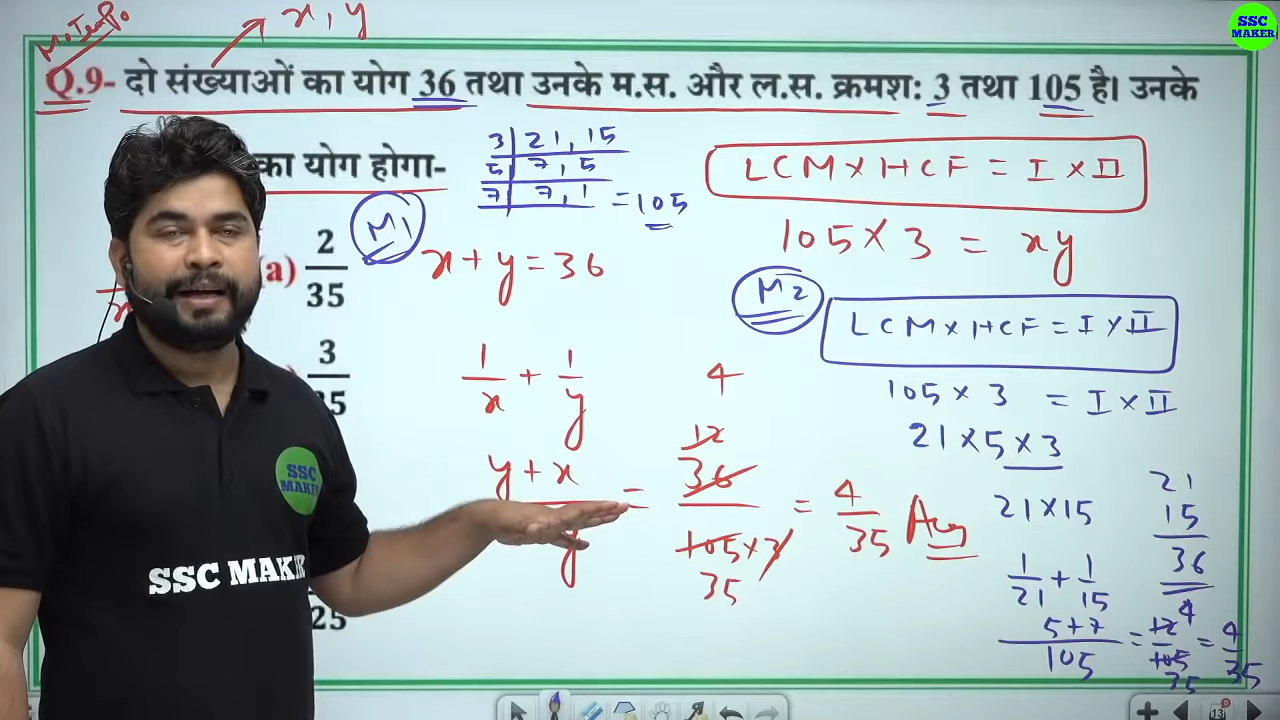 SSC MAKER
x, y
Q.9- दो संख्याओं का योग 36 तथा उनके म.स. और ल.स. क्रमश: 3 तथा 105 है। उनके
का योग होगा-
(a) 2/35
3/35
25
M1
3 | 21, 15
5 | 7, 5
7 | 7, 1
= 105
x + y = 36
1/x + 1/y
y + x
y
=
4
12
36
105 × 3
35
= 4/35 Ans
LCM × HCF = I × II
105 × 3 = xy
M2
LCM × HCF = I × II
105 × 3 = I × II
21 × 5 × 3
21 × 15
1/21 + 1/15
5 + 7
105
= 12/105 = 4/35
4
35
21
15
36
SSC MAKER
SSC MAKER
13